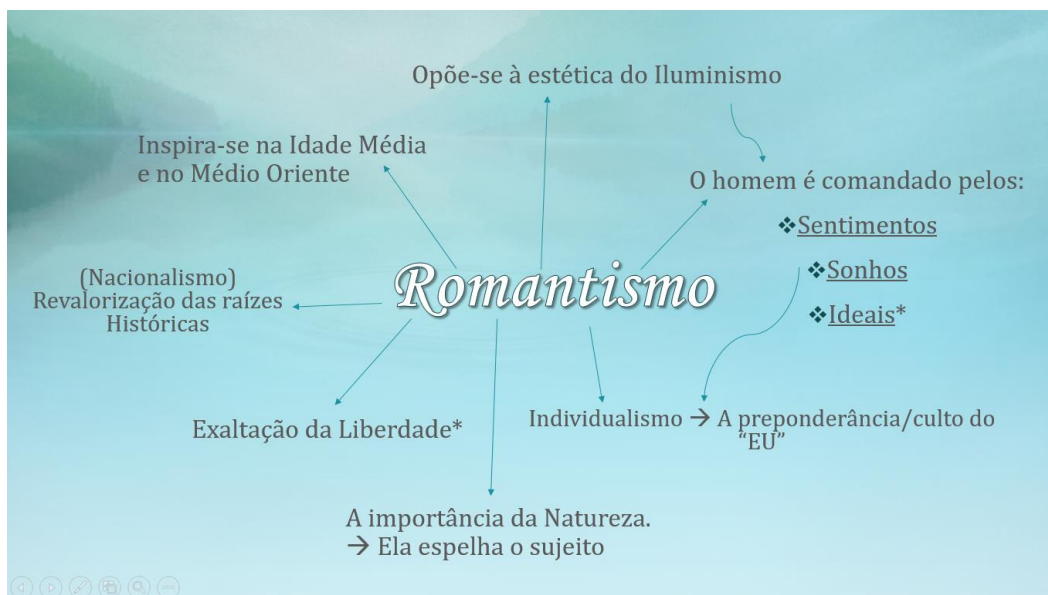 Opõe-se à estética do Iluminismo
Inspira-se na Idade Média
e no Médio Oriente
O homem é comandado pelos:
❖Sentimentos
❖Sonhos
❖Ideais*
Romantismo
(Nacionalismo)
Revalorização das raízes
Históricas
Exaltação da Liberdade*
Individualismo → A preponderância/culto do
“EU”
A importância da Natureza.
→ Ela espelha o sujeito